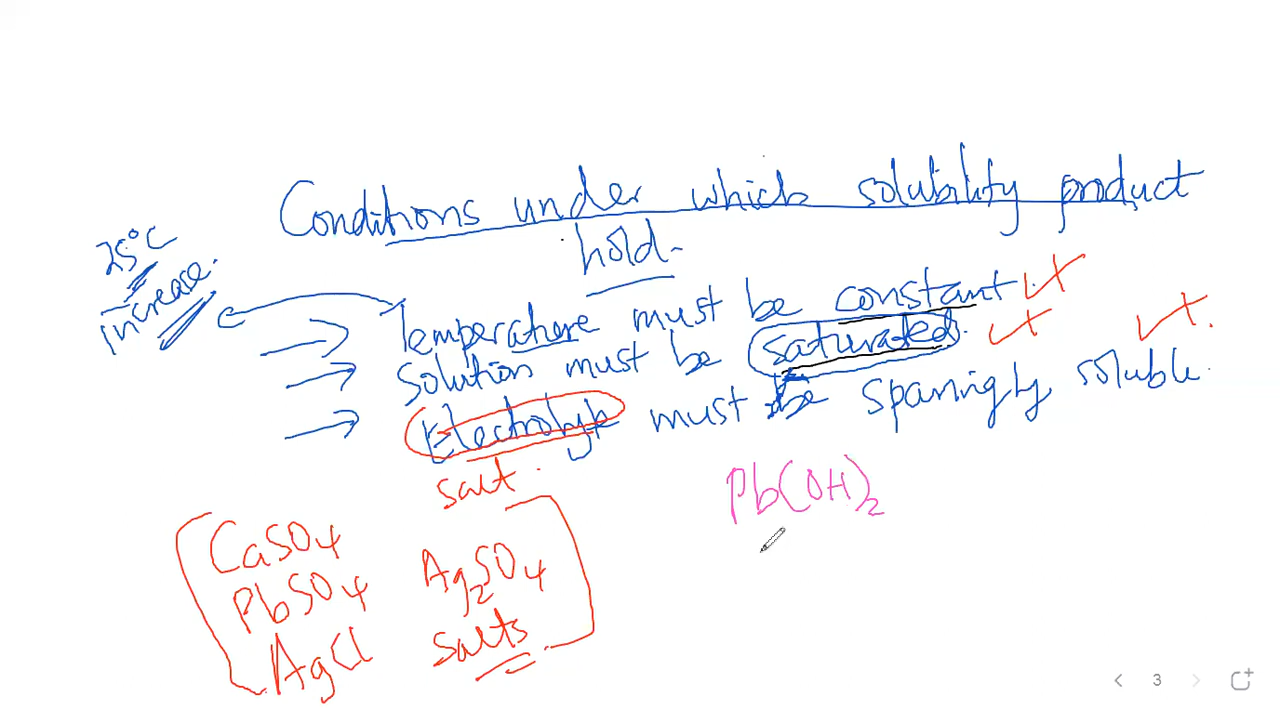 Conditions under which solubility product
hold.
25°C
increase.
Temperature must be constant
Solution must be saturated.
Electrolyte must be sparingly soluble.
salt.
Pb(OH)₂
CaSO₄
PbSO₄
AgCl
Ag₂SO₄
salts
3